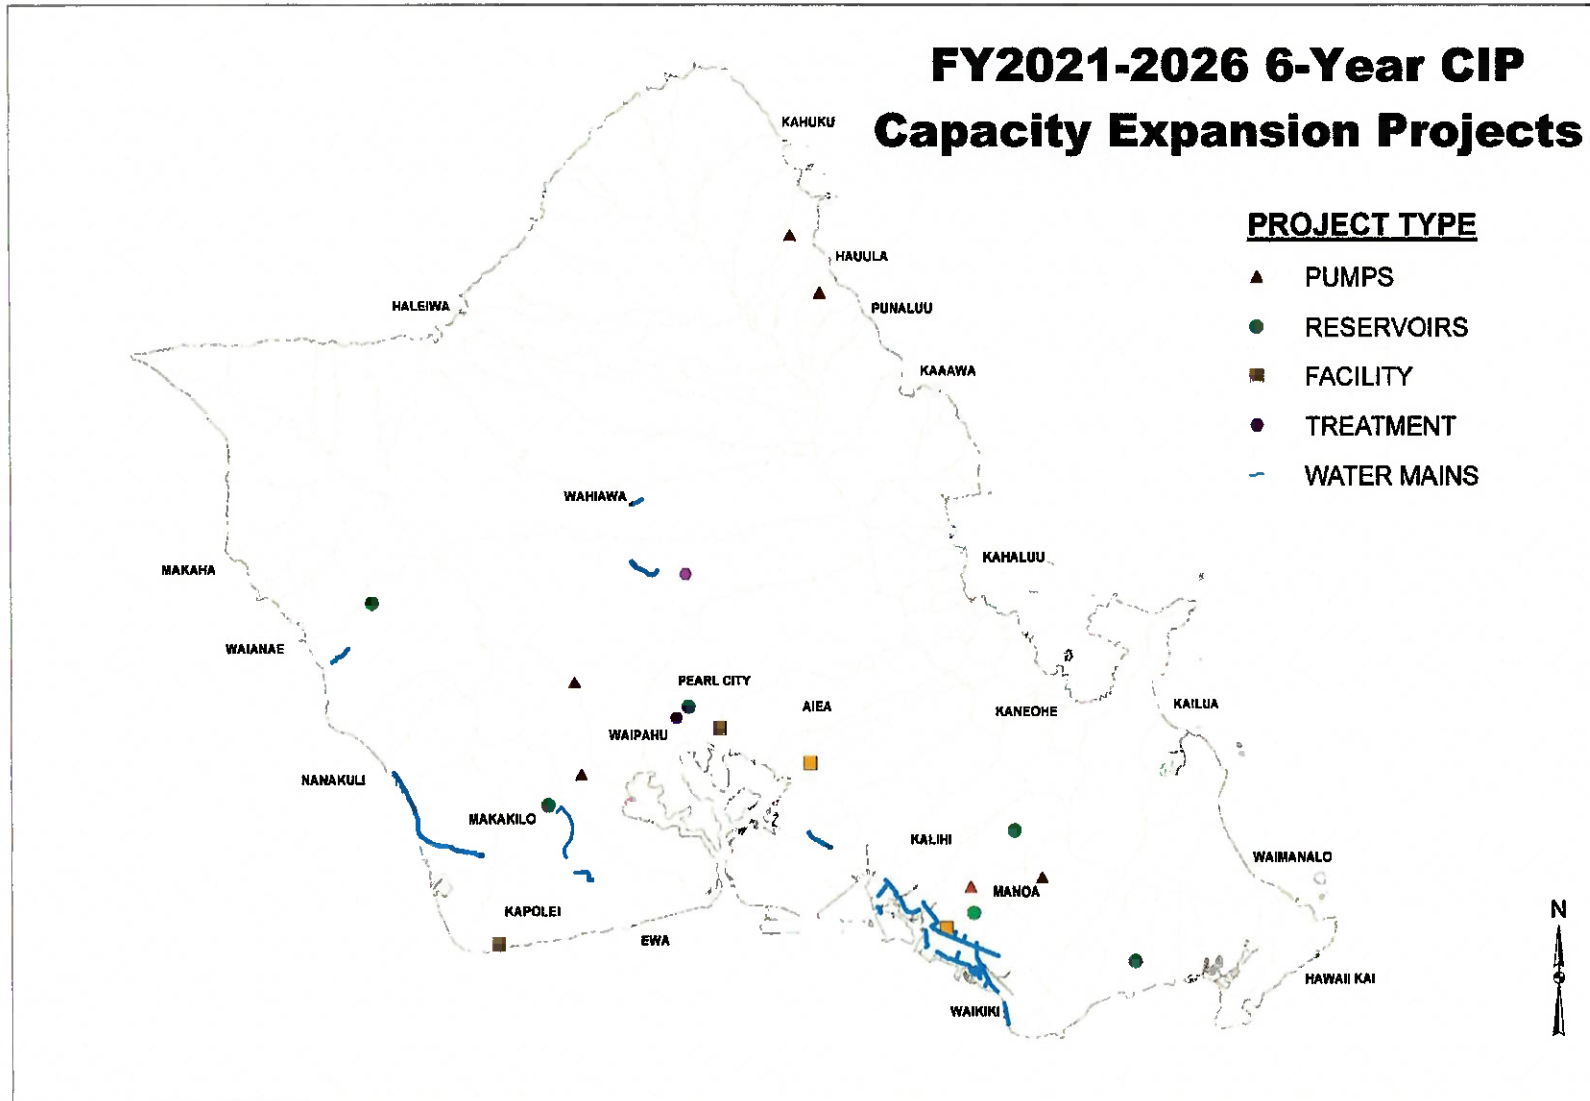 FY2021-2026 6-Year CIP
Capacity Expansion Projects
KAHUKU
PROJECT TYPE
PUMPS
RESERVOIRS
FACILITY
TREATMENT
WATER MAINS
HAUULA
HALEIWA
PUNALUU
KAAAWA
WAHIAWA
KAHALUU
MAKAHA
WAIANAE
PEARL CITY
AIEA
KANEOHE
KAILUA
WAIPAHU
NANAKULI
MAKAKILO
KALIHI
WAIMANALO
MANOA
KAPOLEI
EWA
WAIKIKI
HAWAII KAI
N